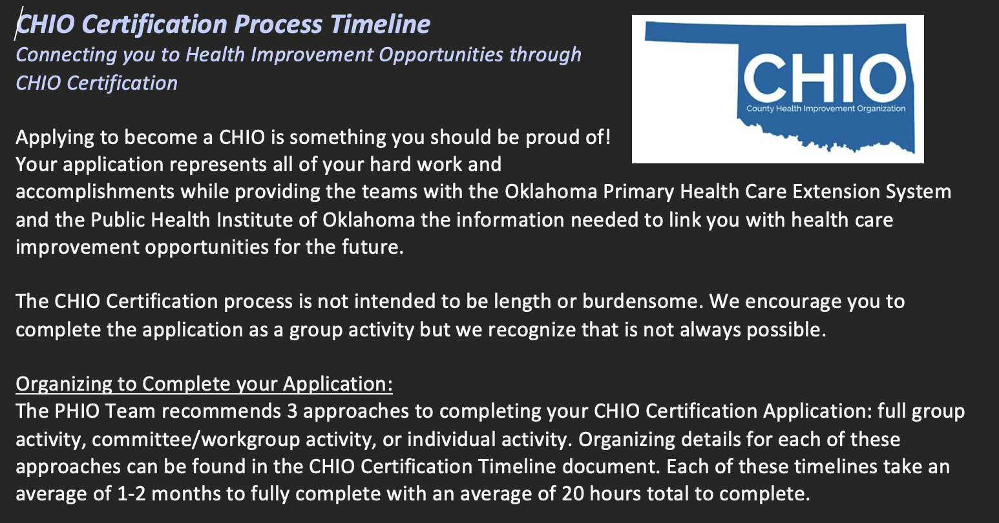 CHIO Certification Process Timeline
Connecting you to Health Improvement Opportunities through
CHIO Certification
CHIO
County Health Improvement Organization
Applying to become a CHIO is something you should be proud of!
Your application represents all of your hard work and
accomplishments while providing the teams with the Oklahoma Primary Health Care Extension System
and the Public Health Institute of Oklahoma the information needed to link you with health care
improvement opportunities for the future.
The CHIO Certification process is not intended to be length or burdensome. We encourage you to
complete the application as a group activity but we recognize that is not always possible.
Organizing to Complete your Application:
The PHIO Team recommends 3 approaches to completing your CHIO Certification Application: full group
activity, committee/workgroup activity, or individual activity. Organizing details for each of these
approaches can be found in the CHIO Certification Timeline document. Each of these timelines take an
average of 1-2 months to fully complete with an average of 20 hours total to complete.